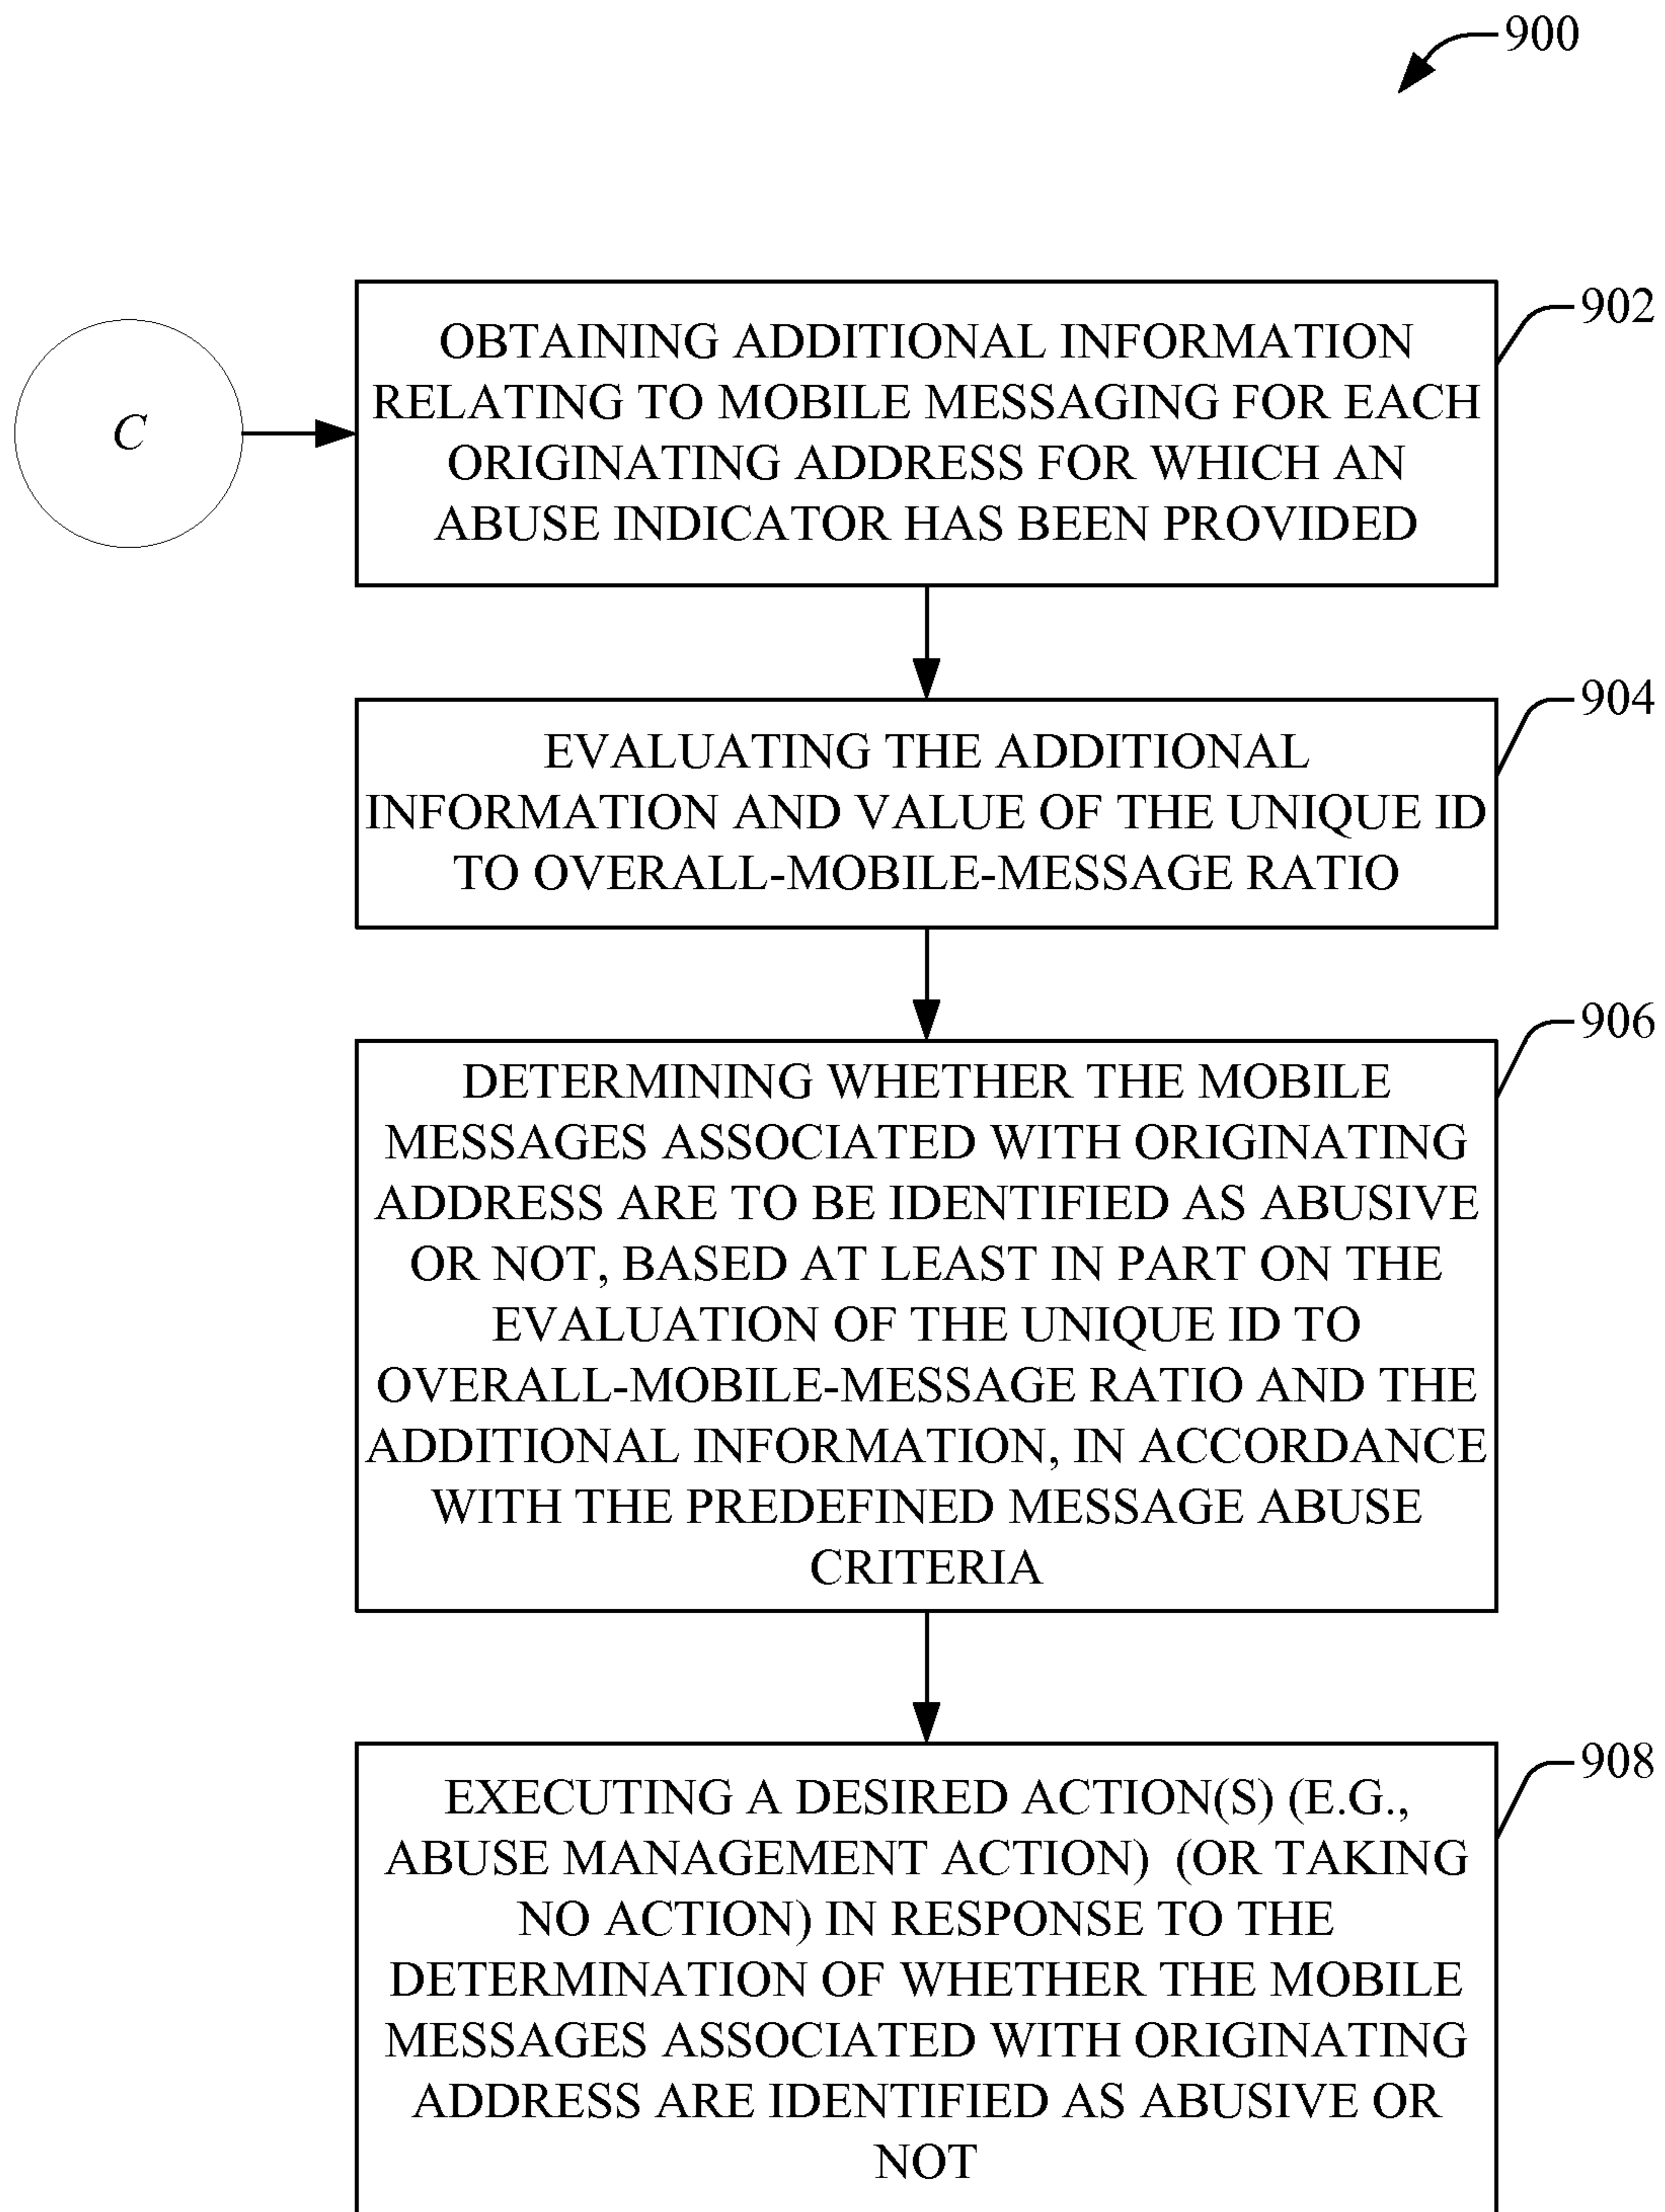 900
902
OBTAINING ADDITIONAL INFORMATION
RELATING TO MOBILE MESSAGING FOR EACH
ORIGINATING ADDRESS FOR WHICH AN
ABUSE INDICATOR HAS BEEN PROVIDED
C
904
EVALUATING THE ADDITIONAL
INFORMATION AND VALUE OF THE UNIQUE ID
TO OVERALL-MOBILE-MESSAGE RATIO
906
DETERMINING WHETHER THE MOBILE
MESSAGES ASSOCIATED WITH ORIGINATING
ADDRESS ARE TO BE IDENTIFIED AS ABUSIVE
OR NOT, BASED AT LEAST IN PART ON THE
EVALUATION OF THE UNIQUE ID TO
OVERALL-MOBILE-MESSAGE RATIO AND THE
ADDITIONAL INFORMATION, IN ACCORDANCE
WITH THE PREDEFINED MESSAGE ABUSE
CRITERIA
908
EXECUTING A DESIRED ACTION(S) (E.G.,
ABUSE MANAGEMENT ACTION) (OR TAKING
NO ACTION) IN RESPONSE TO THE
DETERMINATION OF WHETHER THE MOBILE
MESSAGES ASSOCIATED WITH ORIGINATING
ADDRESS ARE IDENTIFIED AS ABUSIVE OR
NOT